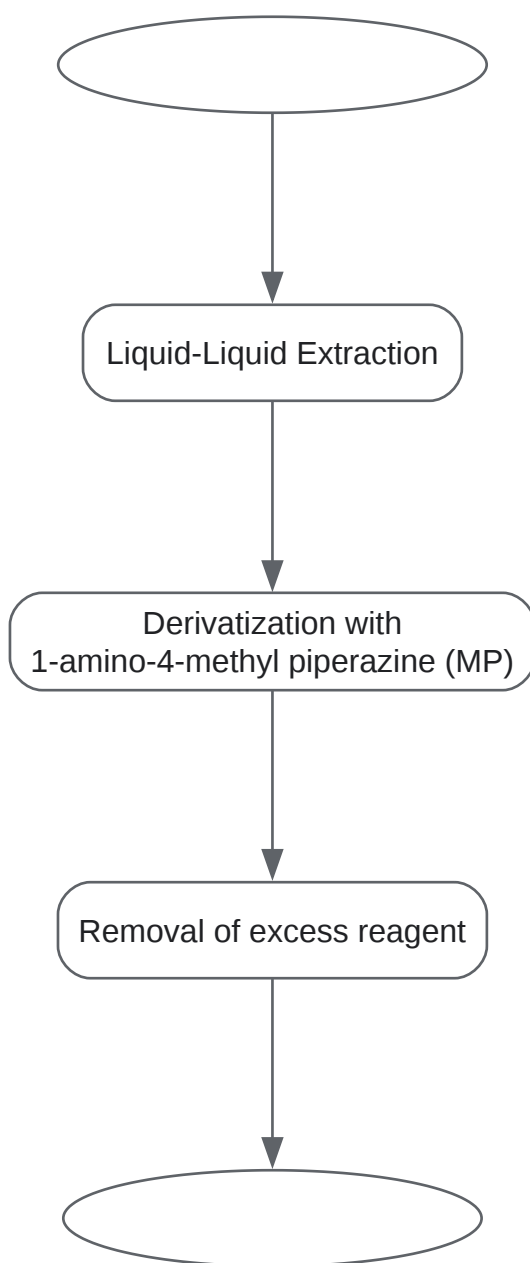 Liquid-Liquid Extraction
Derivatization with
1-amino-4-methyl piperazine (MP)
Removal of excess reagent